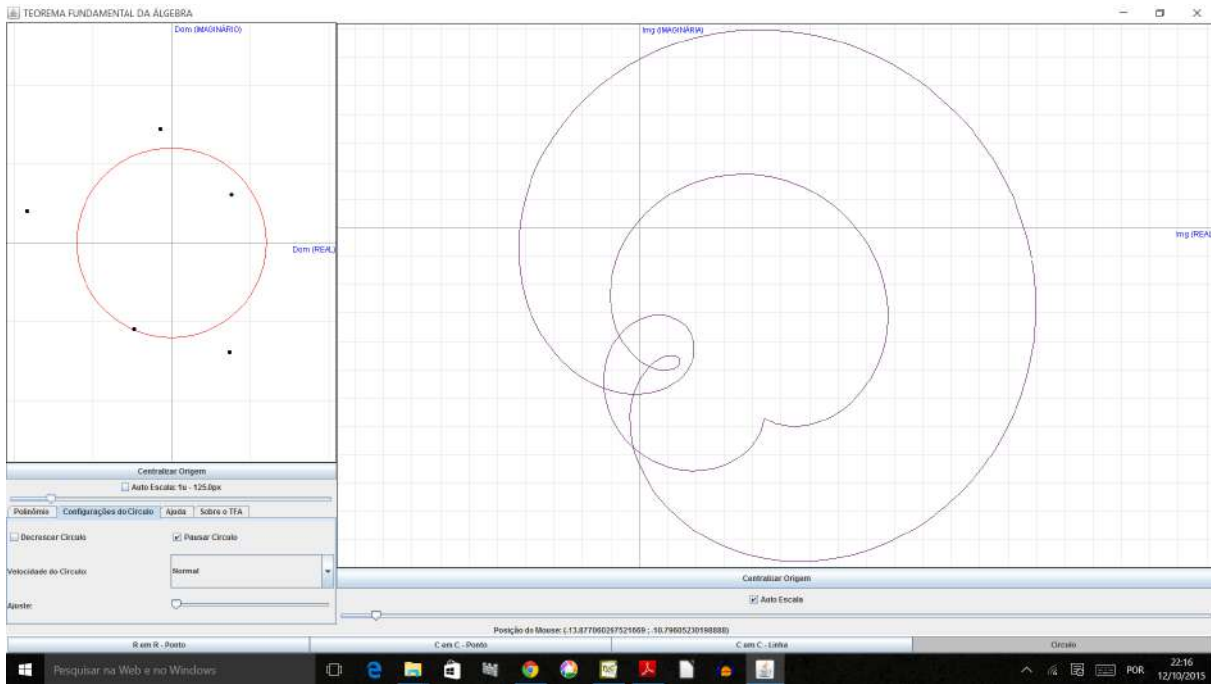 TEOREMA FUNDAMENTAL DA ÁLGEBRA
Dom (IMAGINÁRIO)
Dom (REAL)
Img (IMAGINÁRIA)
Img (REAL)
Centralizar Origem
Auto Escala: 1u - 125.0px
Polinômio Configurações do Círculo Ajuda Sobre o TFA
Decrescer Círculo Pausar Círculo
Velocidade do Círculo: Normal
Ajuste:
Centralizar Origem
Auto Escala
Posição do Mouse: (-13.877060267521669 ; -10.79605230198888)
R em R - Ponto C em C - Ponto C em C - Linha Círculo
Pesquisar na Web e no Windows
POR 22:16
12/10/2015